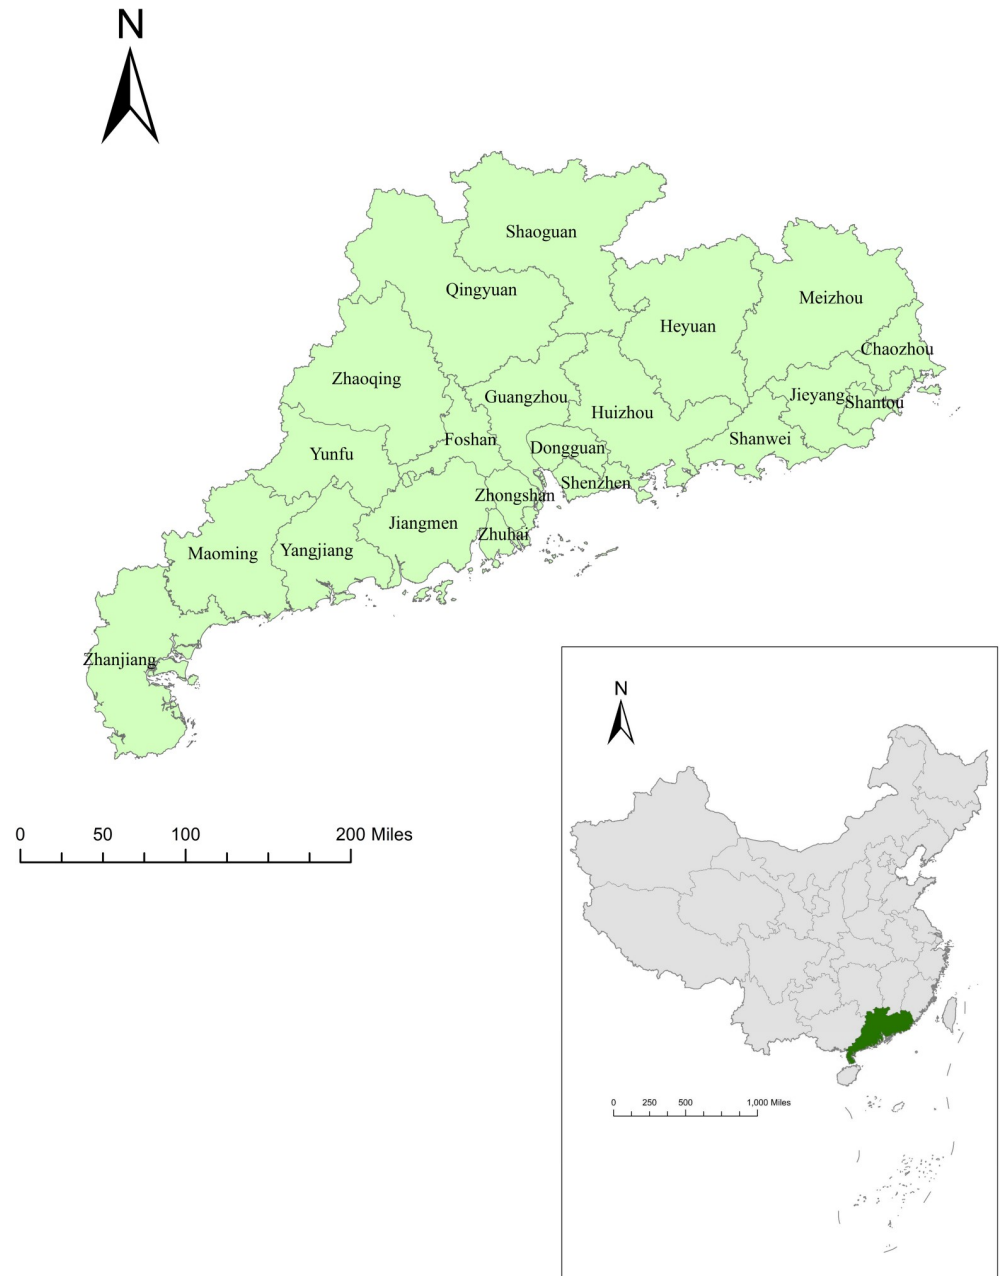 N
Shaoguan
Qingyuan
Meizhou
Heyuan
Chaozhou
Zhaoqing
Jieyang
Shantou
Guangzhou
Huizhou
Foshan
Shanwei
Dongguan
Yunfu
Shenzhen
Zhongshan
Jiangmen
Zhuhai
Maoming
Yangjiang
Zhanjiang
0 50 100 200 Miles
N
0 250 500 1,000 Miles